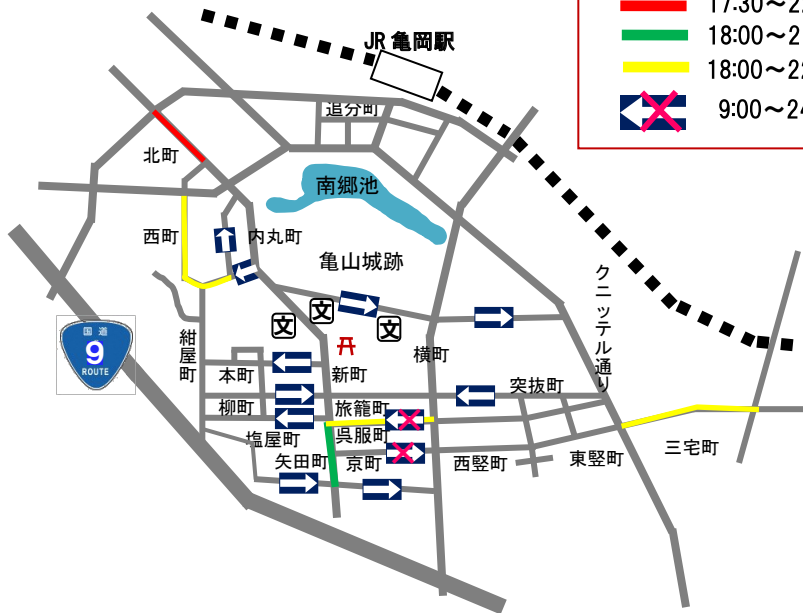 17:30～2
18:00～2
18:00～22
9:00～24
JR 亀岡駅
追分町
北町
南郷池
西町
内丸町
亀山城跡
クニッテル通り
国道
9
ROUTE
紺屋町
文
文
文
横町
本町
新町
突抜町
柳町
旅籠町
塩屋町
呉服町
矢田町
京町
西竪町
東竪町
三宅町